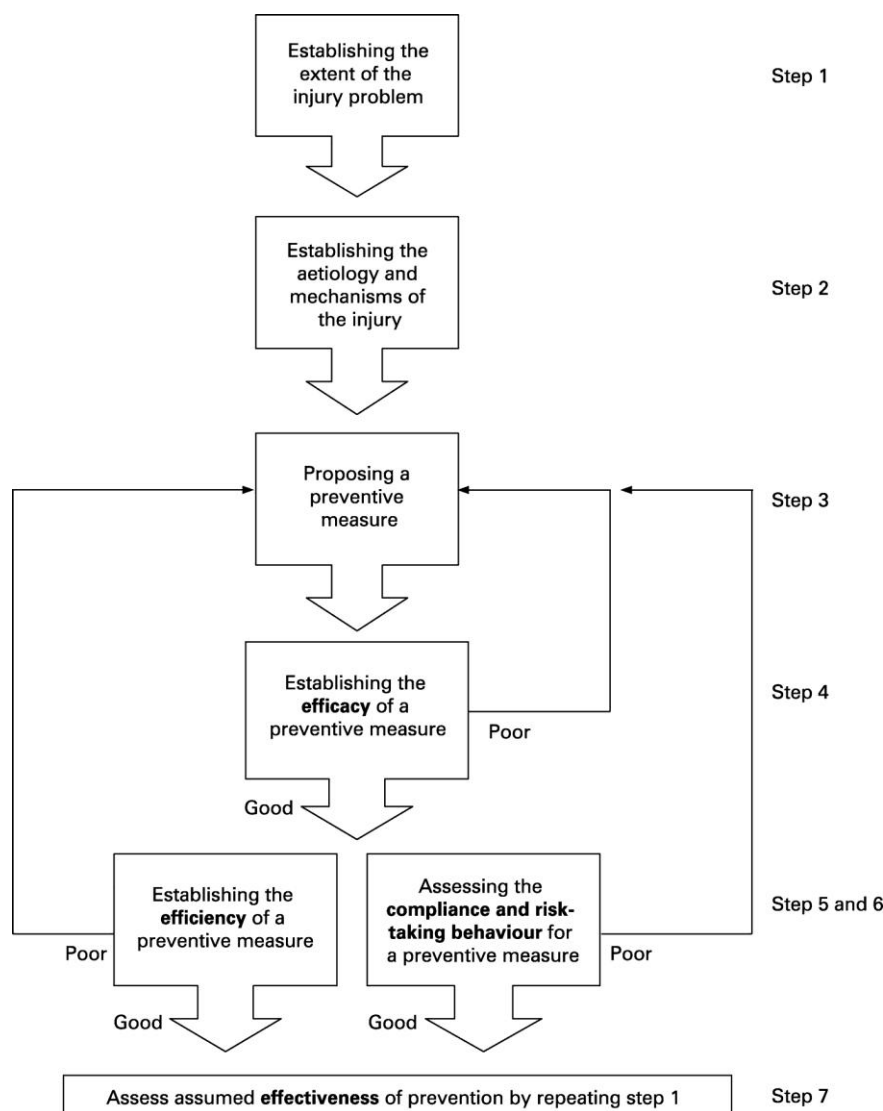 Establishing the
extent of the
injury problem
Step 1
Establishing the
aetiology and
mechanisms of
the injury
Step 2
Proposing a
preventive
measure
Step 3
Establishing the
efficacy of a
preventive measure
Step 4
Poor
Good
Establishing the
efficiency of a
preventive measure
Assessing the
compliance and risk-
taking behaviour for
a preventive measure
Step 5 and 6
Poor
Poor
Good
Good
Assess assumed effectiveness of prevention by repeating step 1
Step 7